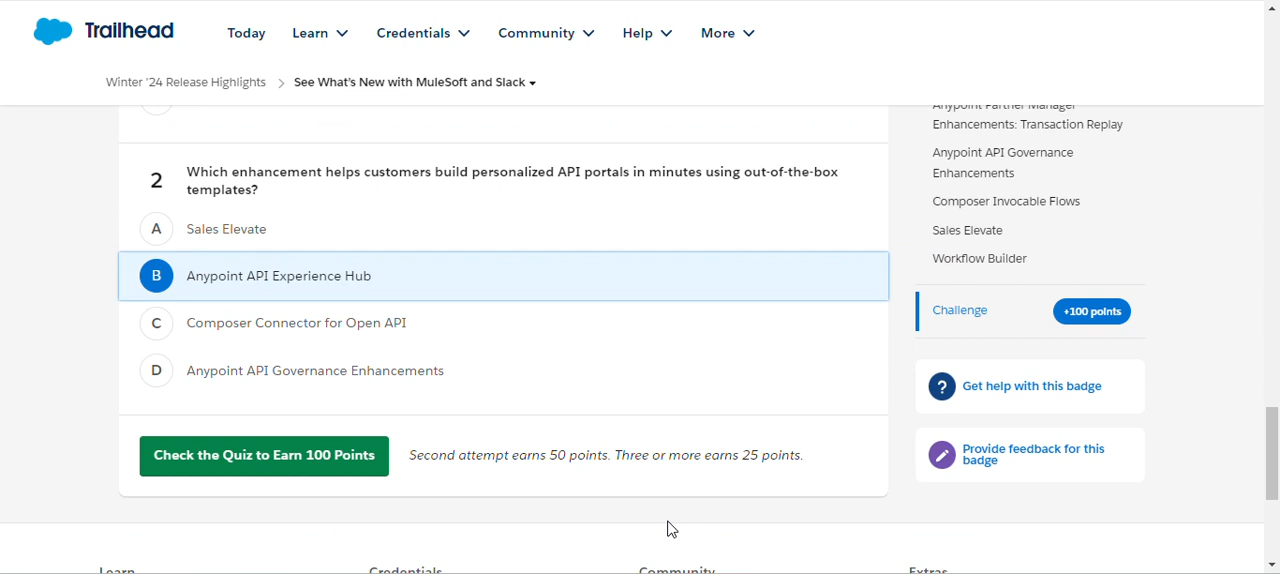 Trailhead
Today
Learn
Credentials
Community
Help
More
Winter '24 Release Highlights
See What's New with MuleSoft and Slack
2
Which enhancement helps customers build personalized API portals in minutes using out-of-the-box
templates?
A
Sales Elevate
B
Anypoint API Experience Hub
C
Composer Connector for Open API
D
Anypoint API Governance Enhancements
Check the Quiz to Earn 100 Points
Second attempt earns 50 points. Three or more earns 25 points.
Anypoint Partner Manager
Enhancements: Transaction Replay
Anypoint API Governance
Enhancements
Composer Invocable Flows
Sales Elevate
Workflow Builder
Challenge
+100 points
?
Get help with this badge
Provide feedback for this
badge
Learn
Credentials
Community
Extras